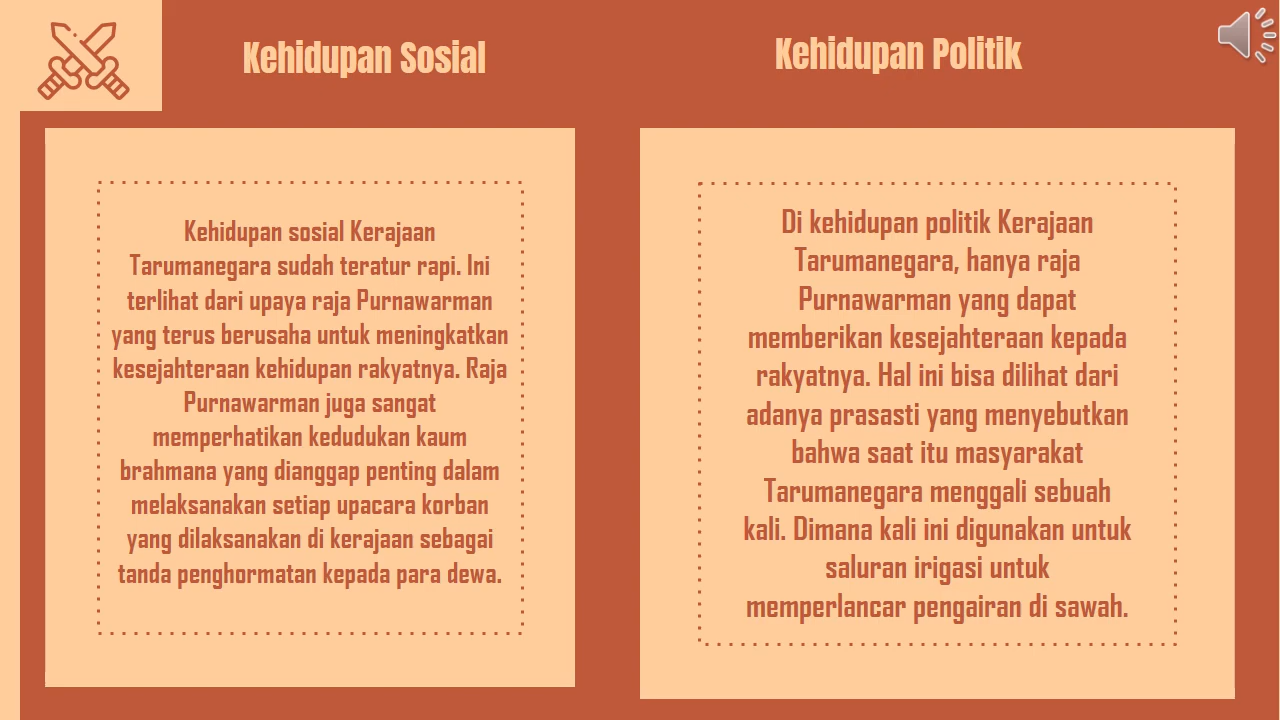 Kehidupan Sosial
Kehidupan sosial Kerajaan
Tarumanegara sudah teratur rapi. Ini
terlihat dari upaya raja Purnawarman
yang terus berusaha untuk meningkatkan
kesejahteraan kehidupan rakyatnya. Raja
Purnawarman juga sangat
memperhatikan kedudukan kaum
brahmana yang dianggap penting dalam
melaksanakan setiap upacara korban
yang dilaksanakan di kerajaan sebagai
tanda penghormatan kepada para dewa.
Kehidupan Politik
Di kehidupan politik Kerajaan
Tarumanegara, hanya raja
Purnawarman yang dapat
memberikan kesejahteraan kepada
rakyatnya. Hal ini bisa dilihat dari
adanya prasasti yang menyebutkan
bahwa saat itu masyarakat
Tarumanegara menggali sebuah
kali. Dimana kali ini digunakan untuk
saluran irigasi untuk
memperlancar pengairan di sawah.